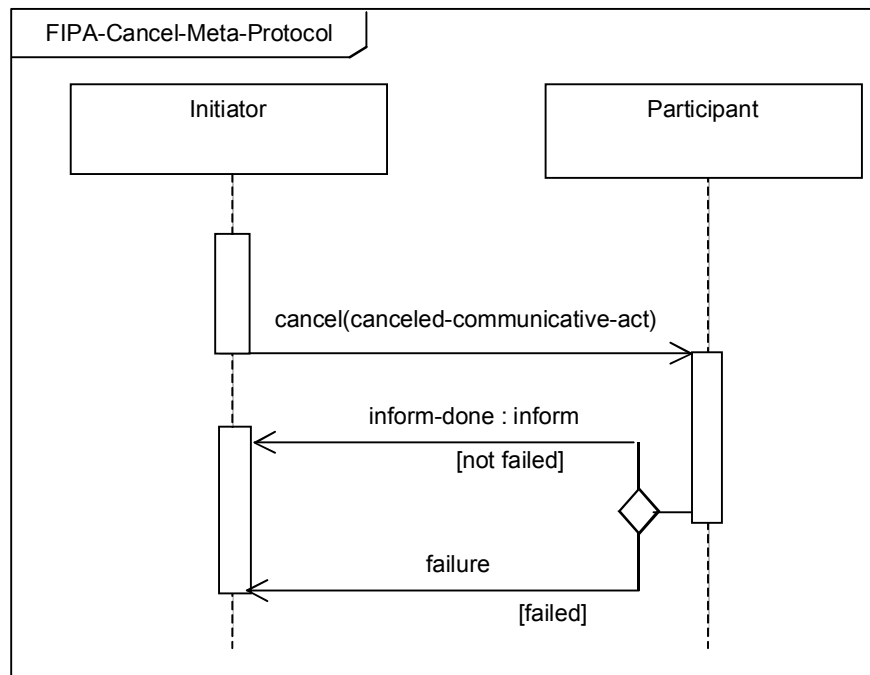 FIPA-Cancel-Meta-Protocol
Initiator
Participant
cancel(canceled-communicative-act)
inform-done : inform
[not failed]
failure
[failed]